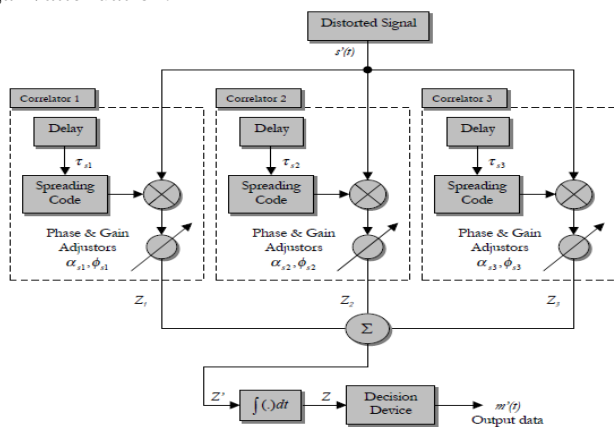 Distorted Signal
s'(t)
Correlator 1
Correlator 2
Correlator 3
Delay
Delay
Delay
τs1
τs2
τs3
Spreading
Code
Spreading
Code
Spreading
Code
Phase & Gain
Adjustors
αs1, ϕs1
Phase & Gain
Adjustors
αs2, ϕs2
Phase & Gain
Adjustors
αs3, ϕs3
Z1
Z2
Z3
Σ
Z'
∫(.)dt
Z
Decision
Device
m'(t)
Output data